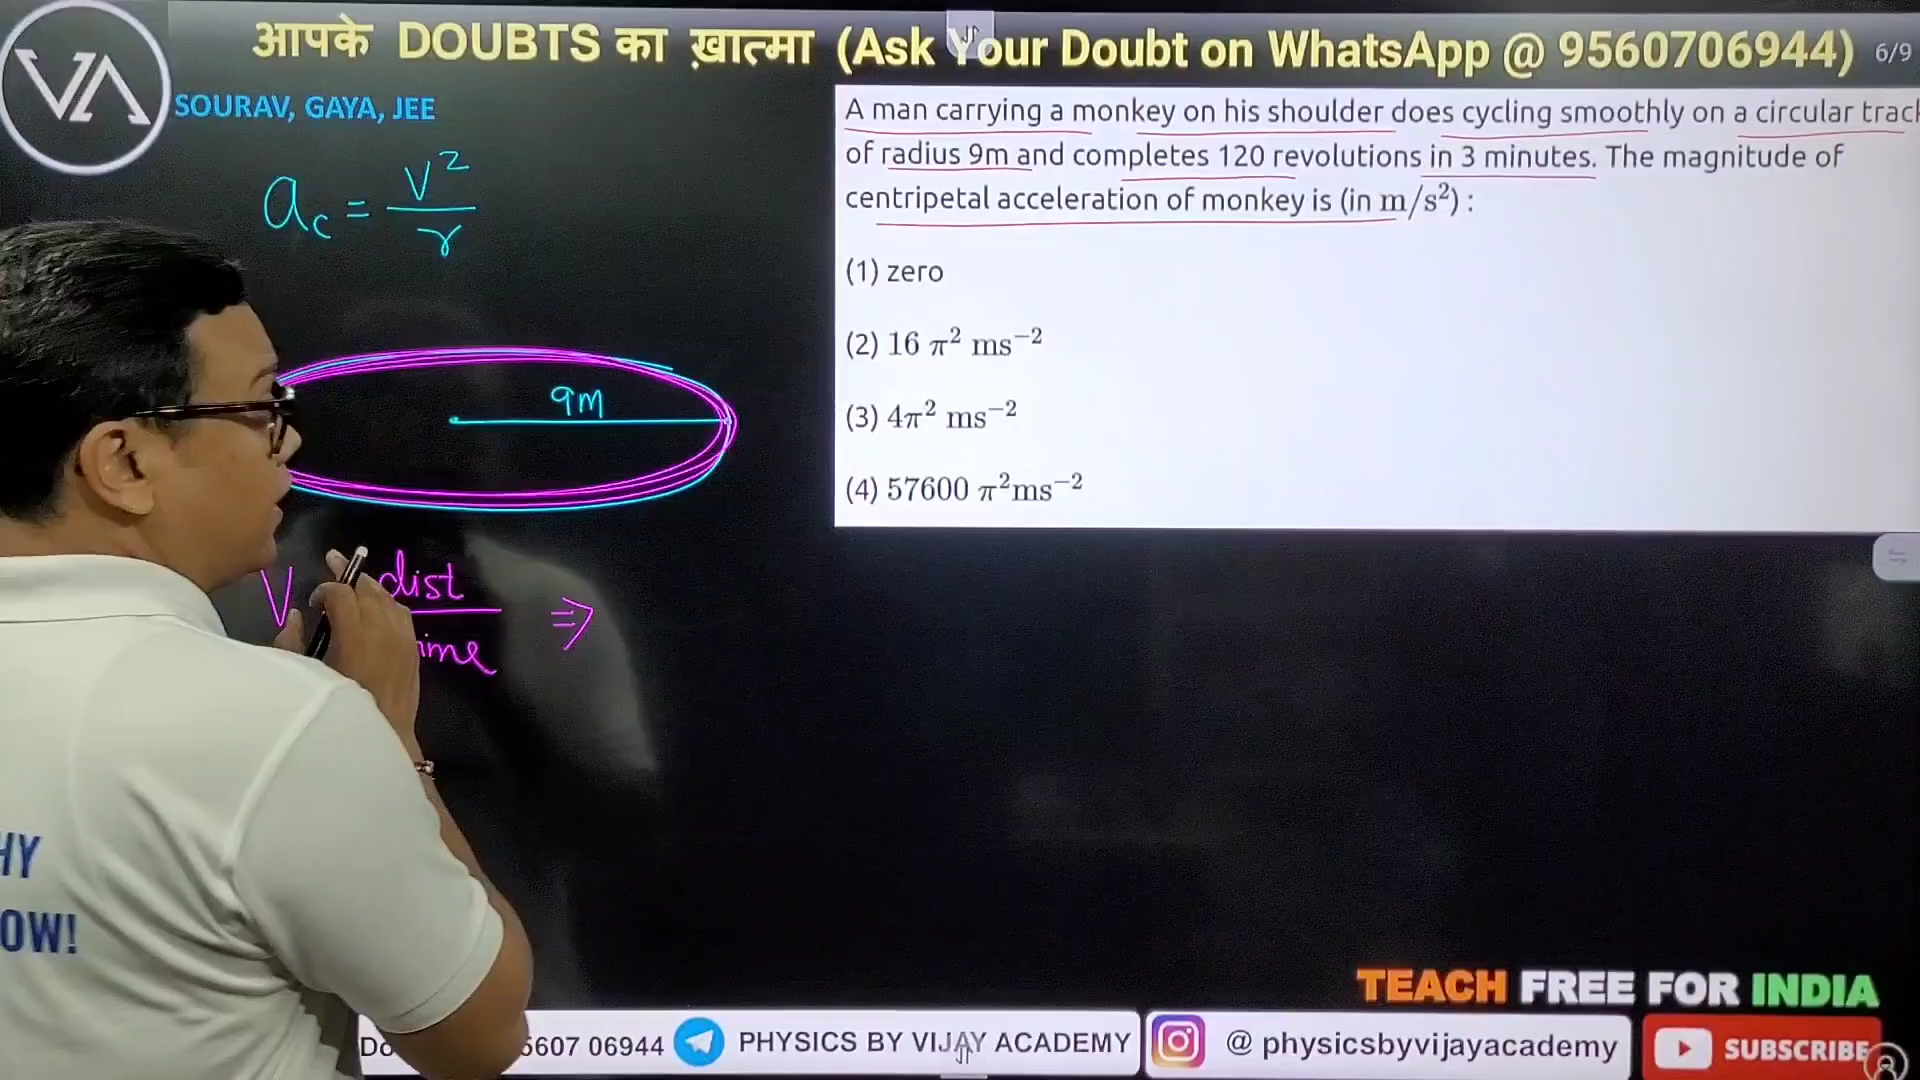 VA
आपके DOUBTS का ख़ात्मा (Ask Your Doubt on WhatsApp @ 9560706944) 6/9
SOURAV, GAYA, JEE
A man carrying a monkey on his shoulder does cycling smoothly on a circular track
of radius 9m and completes 120 revolutions in 3 minutes. The magnitude of
centripetal acceleration of monkey is (in m/s²) :
(1) zero
(2) 16 π² ms⁻²
(3) 4π² ms⁻²
(4) 57600 π²ms⁻²
a_c = v²/r
9m
V dist
ime ⇒
HY
OW!
TEACH FREE FOR INDIA
Do 5607 06944 PHYSICS BY VIJAY ACADEMY @ physicsbyvijayacademy SUBSCRIBE